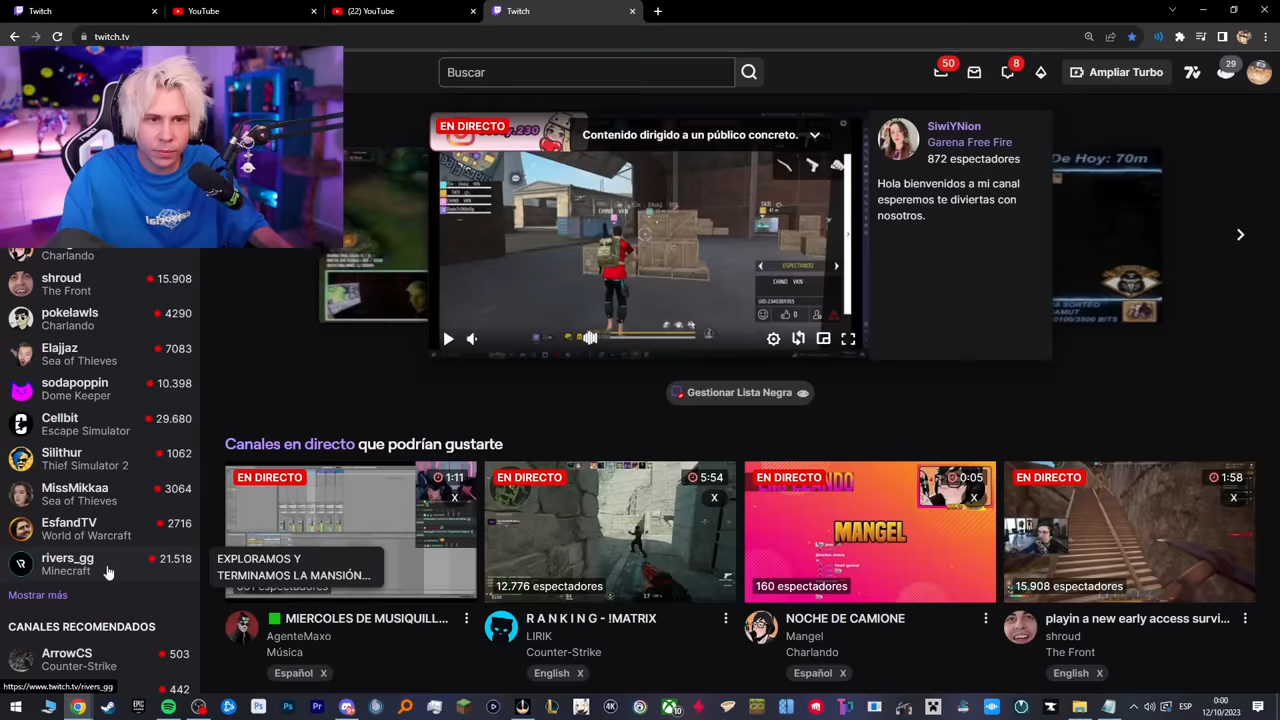 Twitch
YouTube
(22) YouTube
Twitch
twitch.tv
Buscar
50
8
Ampliar Turbo
29
EN DIRECTO
Contenido dirigido a un público concreto.
SiwiYNion
Garena Free Fire
872 espectadores
Hola bienvenidos a mi canal
esperemos te diviertas con
nosotros.
De Hoy: 70m
ESPECTANDO
CHINO VKN
Charlando
shroud
15.908
The Front
pokelawls
4290
Charlando
Elajjaz
7083
Sea of Thieves
sodapoppin
10.398
Dome Keeper
Cellbit
29.680
Escape Simulator
Silithur
1062
Thief Simulator 2
MissMikkaa
3064
Sea of Thieves
EsfandTV
2716
World of Warcraft
rivers_gg
21.518
Minecraft
Mostrar más
CANALES RECOMENDADOS
ArrowCS
503
Counter-Strike
442
https://www.twitch.tv/rivers_gg
Gestionar Lista Negra
Canales en directo que podrían gustarte
EN DIRECTO
1:11
X
EXPLORAMOS Y
TERMINAMOS LA MANSIÓN...
MIERCOLES DE MUSIQUILL...
AgenteMaxo
Música
Español X
EN DIRECTO
5:54
X
12.776 espectadores
R A N K I N G - !MATRIX
LIRIK
Counter-Strike
English X
EN DIRECTO
0:05
X
MANGEL
160 espectadores
NOCHE DE CAMIONE
Mangel
Charlando
Español X
EN DIRECTO
X
15.908 espectadores
playin a new early access survi...
shroud
The Front
English X
ESP
0:00
12/10/2023